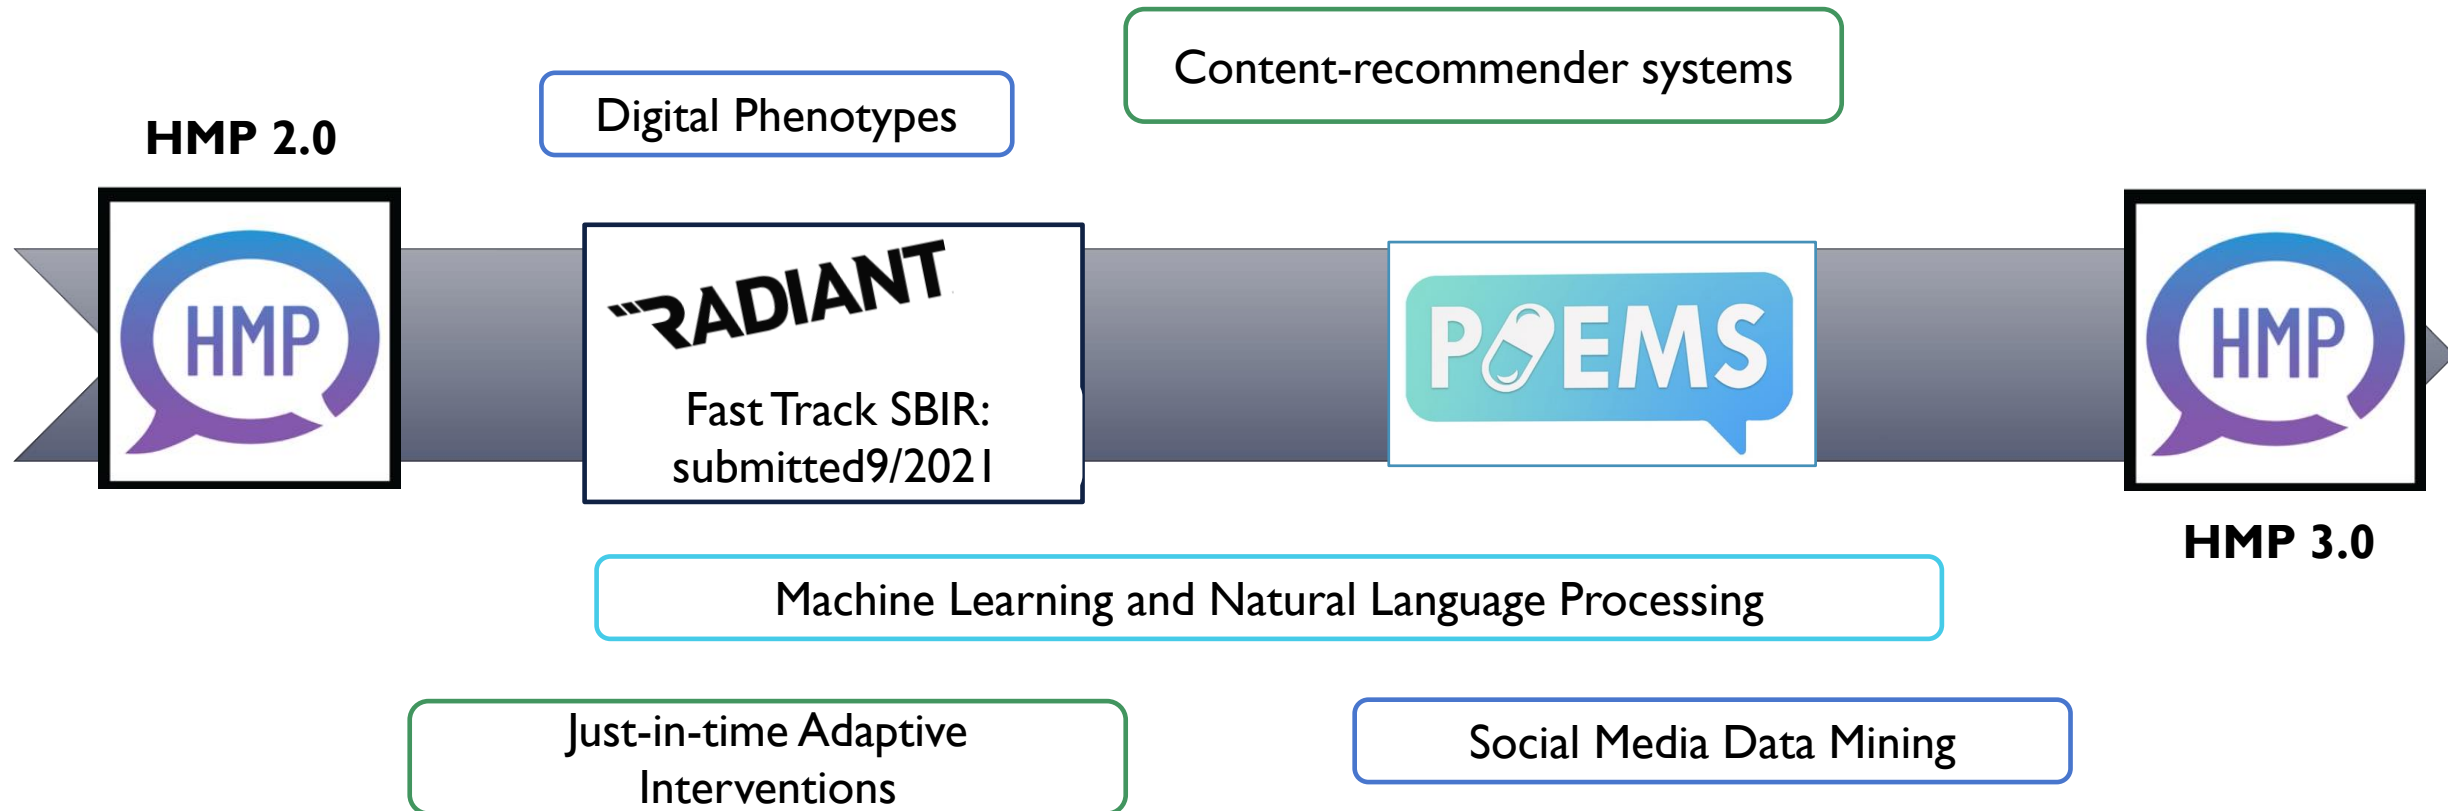 Content-recommender systems
Digital Phenotypes
HMP 2.0
HMP
RADIANT
Fast Track SBIR:
submitted9/2021
POEMS
HMP
HMP 3.0
Machine Learning and Natural Language Processing
Just-in-time Adaptive
Interventions
Social Media Data Mining